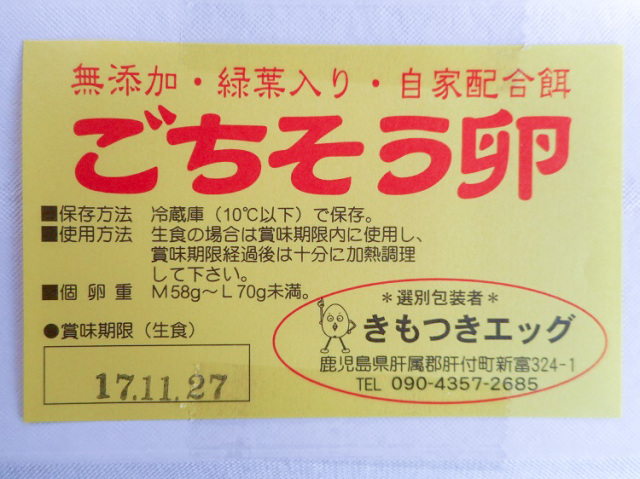 無添加・緑葉入り・自家配合餌
ごちそう卵
■保存方法 冷蔵庫（10℃以下）で保存。
■使用方法 生食の場合は賞味期限内に使用し、
賞味期限経過後は十分に加熱調理
して下さい。
■個卵重 M58g〜L70g未満。
●賞味期限（生食）
17.11.27
＊選別包装者＊
きもつきエッグ
鹿児島県肝属郡肝付町新富324-1
TEL 090-4357-2685